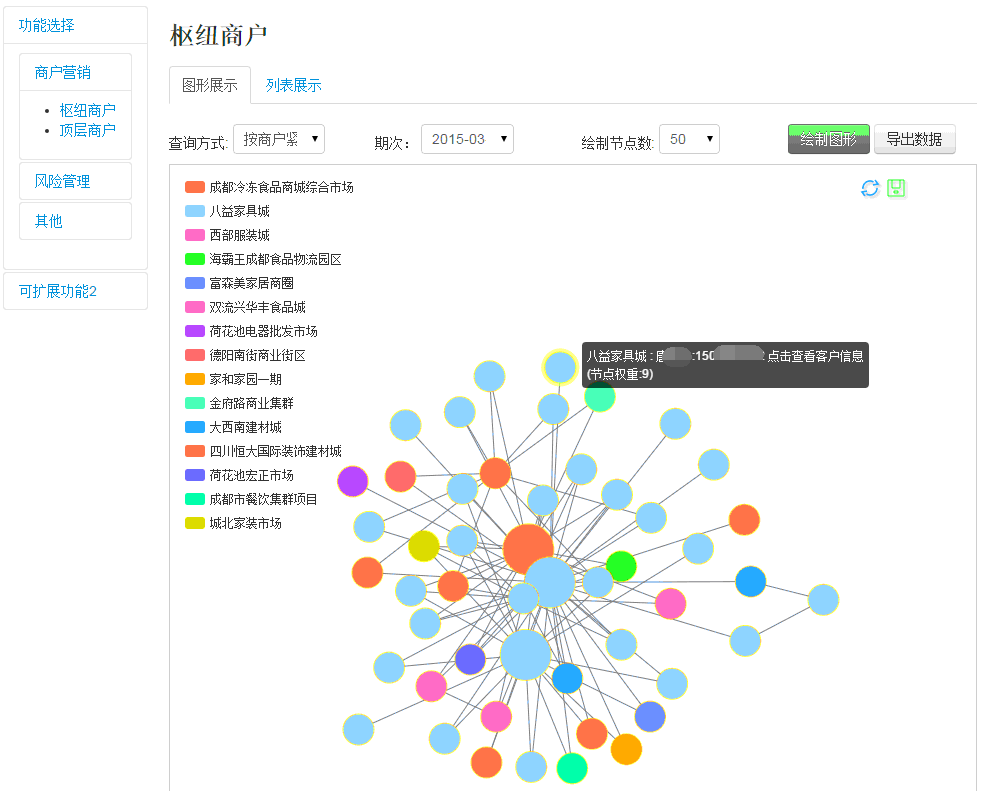 功能选择
商户营销
枢纽商户
顶层商户
风险管理
其他
可扩展功能2
枢纽商户
图形展示
列表展示
查询方式: 按商户紧 期次： 2015-03 绘制节点数: 50 绘制图形 导出数据
成都冷冻食品商城综合市场
八益家具城
西部服装城
海霸王成都食品物流园区
富森美家居商圈
双流兴华丰食品城
荷花池电器批发市场
德阳南街商业街区
家和家园一期
金府路商业集群
大西南建材城
四川恒大国际装饰建材城
荷花池宏正市场
成都市餐饮集群项目
城北家装市场
八益家具城 : 唐 :150 点击查看客户信息
(节点权重:9)